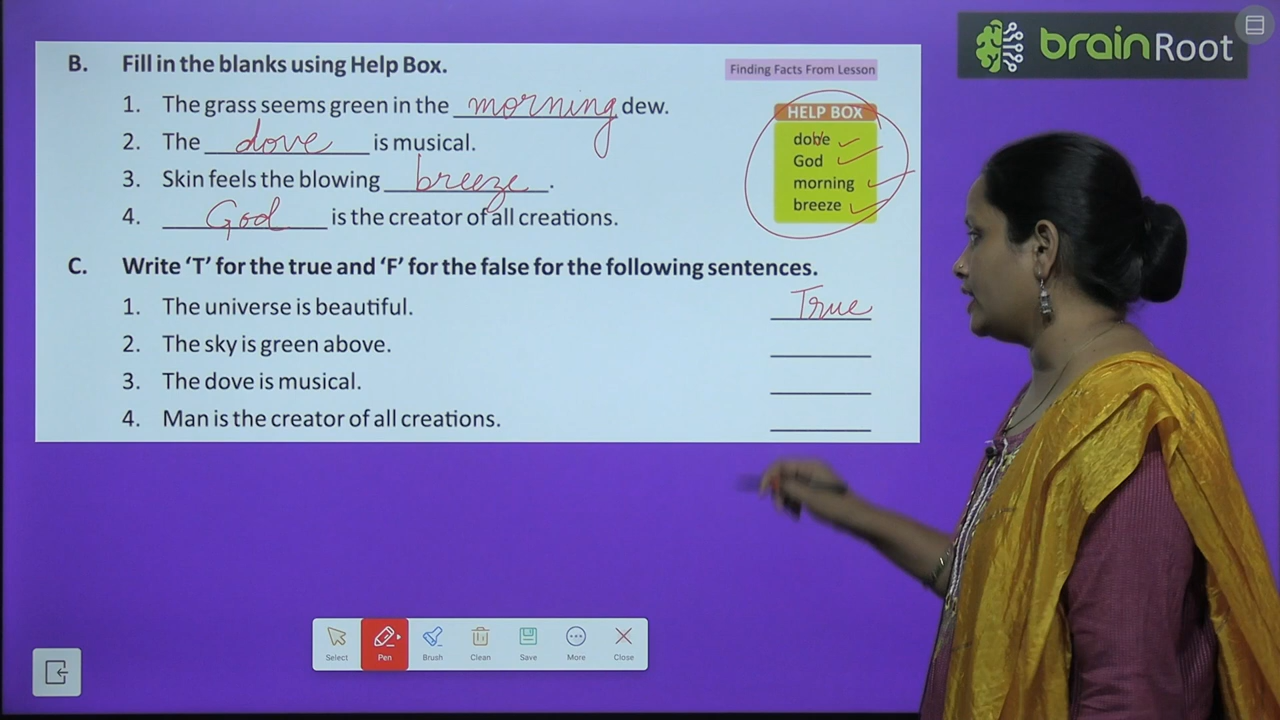 brainRoot
B. Fill in the blanks using Help Box.
Finding Facts From Lesson
1. The grass seems green in the morning dew.
2. The dove is musical.
3. Skin feels the blowing breeze.
4. God is the creator of all creations.
HELP BOX
dove
God
morning
breeze
C. Write ‘T’ for the true and ‘F’ for the false for the following sentences.
1. The universe is beautiful. True
2. The sky is green above. ________
3. The dove is musical. ________
4. Man is the creator of all creations. ________
Select Pen Brush Clean Save More Close